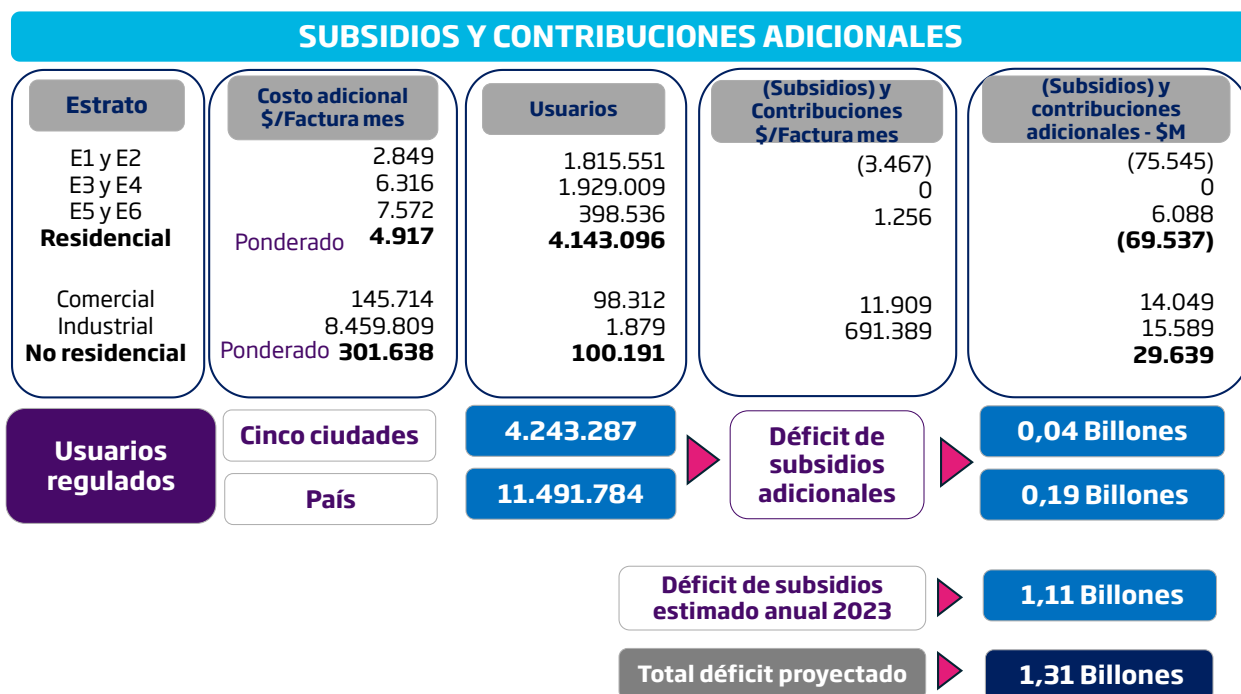 SUBSIDIOS Y CONTRIBUCIONES ADICIONALES
Estrato
E1 y E2
E3 y E4
E5 y E6
Residencial
Comercial
Industrial
No residencial
Costo adicional
$/Factura mes
2.849
6.316
7.572
Ponderado 4.917
145.714
8.459.809
Ponderado 301.638
Usuarios
1.815.551
1.929.009
398.536
4.143.096
98.312
1.879
100.191
(Subsidios) y
Contribuciones
$/Factura mes
(3.467)
0
1.256
11.909
691.389
(Subsidios) y
contribuciones
adicionales - $M
(75.545)
0
6.088
(69.537)
14.049
15.589
29.639
Usuarios
regulados
Cinco ciudades
País
4.243.287
11.491.784
Déficit de
subsidios
adicionales
0,04 Billones
0,19 Billones
Déficit de subsidios
estimado anual 2023
1,11 Billones
Total déficit proyectado
1,31 Billones